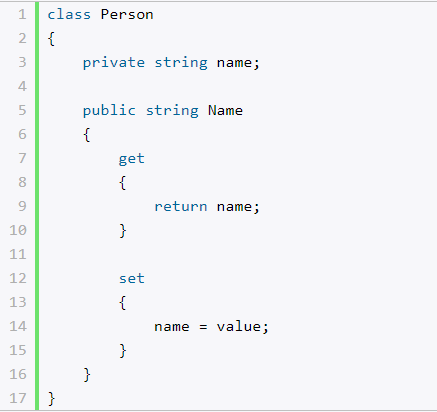 1 class Person
2 {
3     private string name;
4
5     public string Name
6     {
7         get
8         {
9             return name;
10         }
11
12         set
13         {
14             name = value;
15         }
16     }
17 }